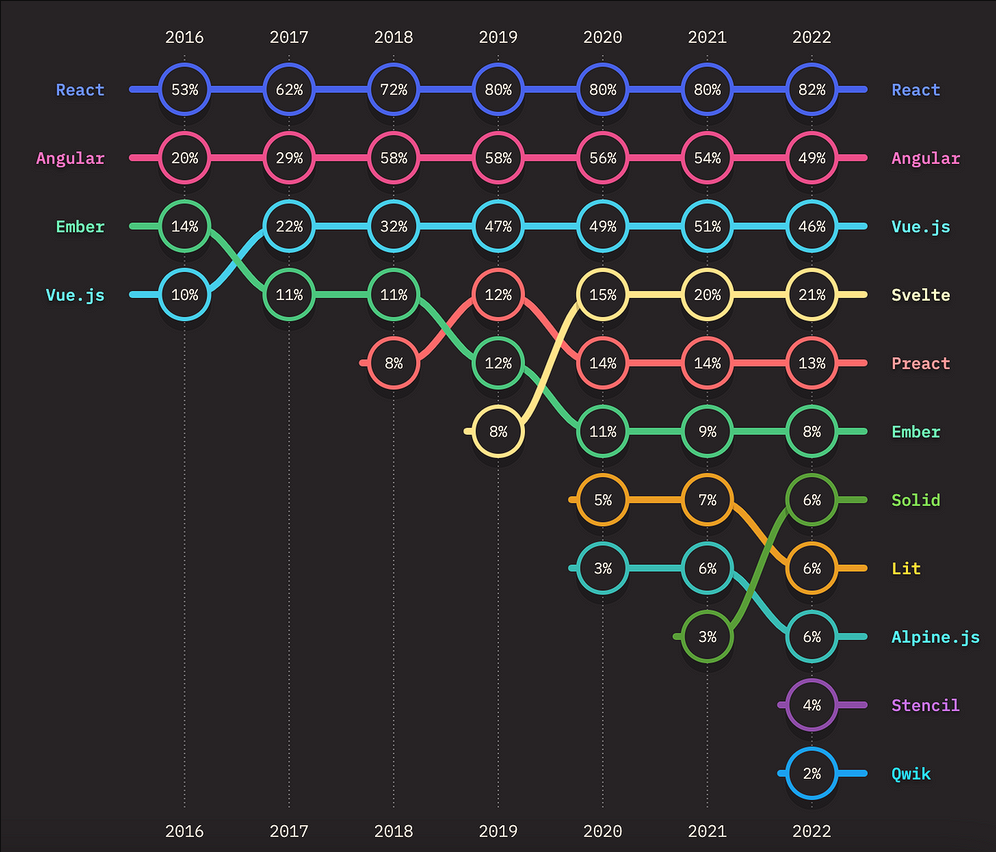 2016 2017 2018 2019 2020 2021 2022
React 53% 62% 72% 80% 80% 80% 82% React
Angular 20% 29% 58% 58% 56% 54% 49% Angular
Ember 14% 22% 32% 47% 49% 51% 46% Vue.js
Vue.js 10% 11% 11% 12% 15% 20% 21% Svelte
8% 12% 14% 14% 13% Preact
8% 11% 9% 8% Ember
5% 7% 6% Solid
3% 6% 6% Lit
3% 6% Alpine.js
4% Stencil
2% Qwik
2016 2017 2018 2019 2020 2021 2022